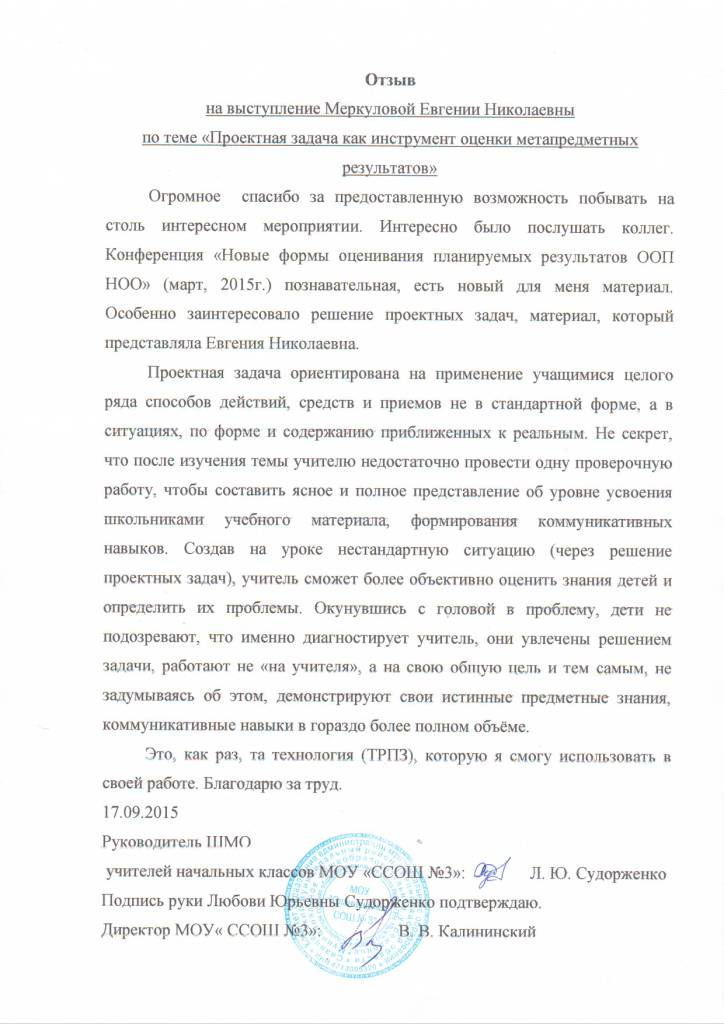 Отзыв
на выступление Меркуловой Евгении Николаевны
по теме «Проектная задача как инструмент оценки метапредметных
результатов»
Огромное спасибо за предоставленную возможность побывать на
столь интересном мероприятии. Интересно было послушать коллег.
Конференция «Новые формы оценивания планируемых результатов ООП
НОО» (март, 2015г.) познавательная, есть новый для меня материал.
Особенно заинтересовало решение проектных задач, материал, который
представляла Евгения Николаевна.
Проектная задача ориентирована на применение учащимися целого
ряда способов действий, средств и приемов не в стандартной форме, а в
ситуациях, по форме и содержанию приближенных к реальным. Не секрет,
что после изучения темы учителю недостаточно провести одну проверочную
работу, чтобы составить ясное и полное представление об уровне усвоения
школьниками учебного материала, формирования коммуникативных
навыков. Создав на уроке нестандартную ситуацию (через решение
проектных задач), учитель сможет более объективно оценить знания детей и
определить их проблемы. Окунувшись с головой в проблему, дети не
подозревают, что именно диагностирует учитель, они увлечены решением
задачи, работают не «на учителя», а на свою общую цель и тем самым, не
задумываясь об этом, демонстрируют свои истинные предметные знания,
коммуникативные навыки в гораздо более полном объёме.
Это, как раз, та технология (ТРПЗ), которую я смогу использовать в
своей работе. Благодарю за труд.
17.09.2015
Руководитель ШМО
учителей начальных классов МОУ «ССОШ №3»: Л. Ю. Судорженко
Подпись руки Любови Юрьевны Судорженко подтверждаю.
Директор МОУ« ССОШ №3»: В. В. Калининский
МОУ
СОШ № 3"